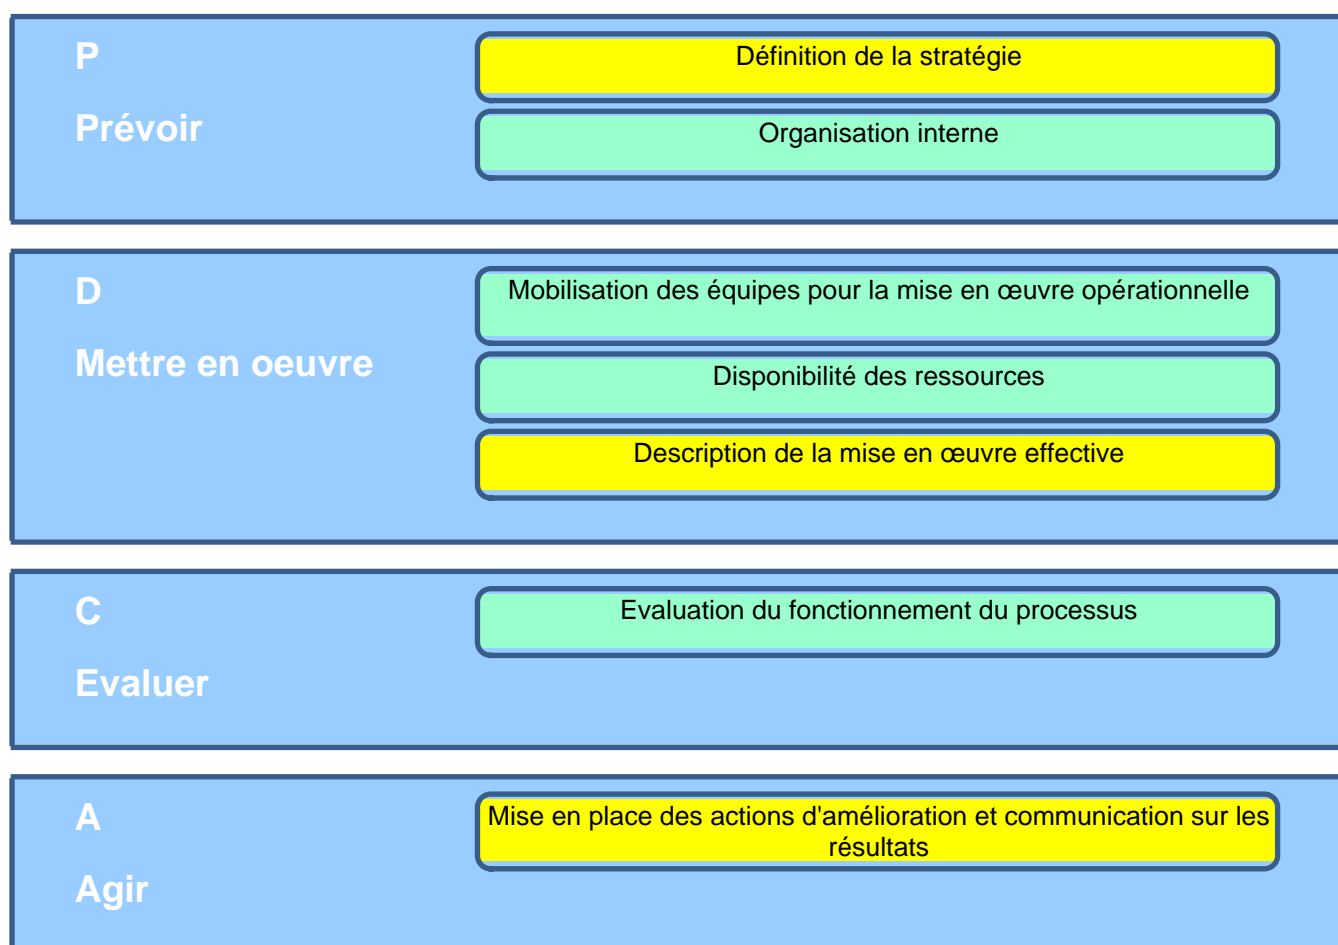 P
Prévoir
Définition de la stratégie
Organisation interne
D
Mettre en oeuvre
Mobilisation des équipes pour la mise en œuvre opérationnelle
Disponibilité des ressources
Description de la mise en œuvre effective
C
Evaluer
Evaluation du fonctionnement du processus
A
Agir
Mise en place des actions d'amélioration et communication sur les
résultats